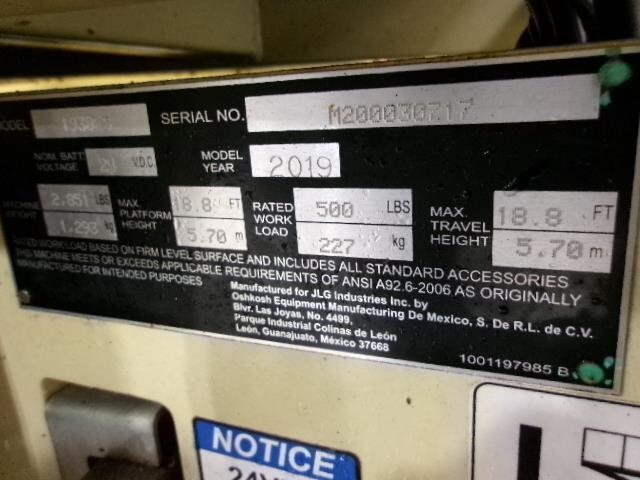 MODEL SERIAL NO. M200030717
NOM. BATT. VOLTAGE V.D.C MODEL YEAR 2019
MACHINE WEIGHT 2,851 LBS 1,293 kg MAX. PLATFORM HEIGHT 18.8 FT 5.70 m RATED WORK LOAD 500 LBS 227 kg MAX. TRAVEL HEIGHT 18.8 FT 5.70 m
RATED WORKLOAD BASED ON FIRM LEVEL SURFACE AND INCLUDES ALL STANDARD ACCESSORIES
THIS MACHINE MEETS OR EXCEEDS APPLICABLE REQUIREMENTS OF ANSI A92.6-2006 AS ORIGINALLY
MANUFACTURED FOR INTENDED PURPOSES
Manufactured for JLG Industries Inc. by
Oshkosh Equipment Manufacturing De Mexico, S. De R.L. de C.V.
Blvr. Las Joyas, No. 4499,
Parque Industrial Colinas de León
León, Guanajuato, México 37668
1001197985 B
NOTICE